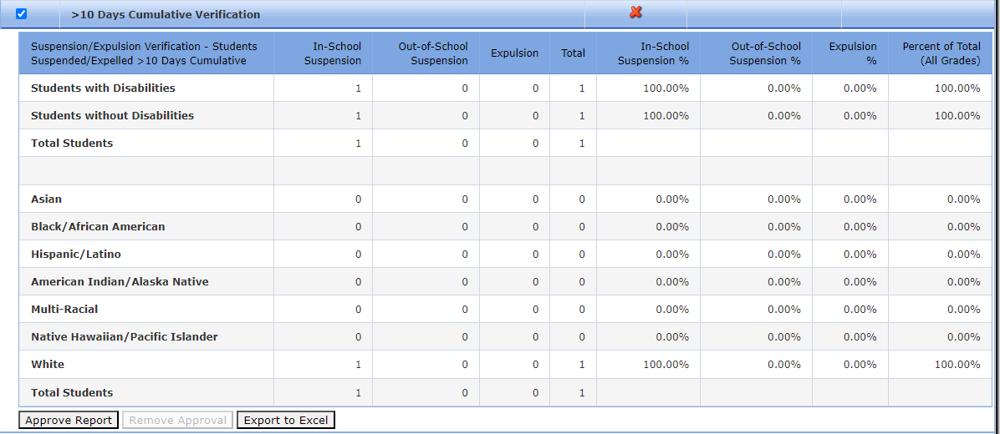 >10 Days Cumulative Verification
Suspension/Expulsion Verification - Students Suspended/Expelled >10 Days Cumulative In-School Suspension Out-of-School Suspension Expulsion Total In-School Suspension % Out-of-School Suspension % Expulsion % Percent of Total (All Grades)
Students with Disabilities 1 0 0 1 100.00% 0.00% 0.00% 100.00%
Students without Disabilities 1 0 0 1 100.00% 0.00% 0.00% 100.00%
Total Students 1 0 0 1
Asian 0 0 0 0 0.00% 0.00% 0.00% 0.00%
Black/African American 0 0 0 0 0.00% 0.00% 0.00% 0.00%
Hispanic/Latino 0 0 0 0 0.00% 0.00% 0.00% 0.00%
American Indian/Alaska Native 0 0 0 0 0.00% 0.00% 0.00% 0.00%
Multi-Racial 0 0 0 0 0.00% 0.00% 0.00% 0.00%
Native Hawaiian/Pacific Islander 0 0 0 0 0.00% 0.00% 0.00% 0.00%
White 1 0 0 1 100.00% 0.00% 0.00% 100.00%
Total Students 1 0 0 1
Approve Report Remove Approval Export to Excel